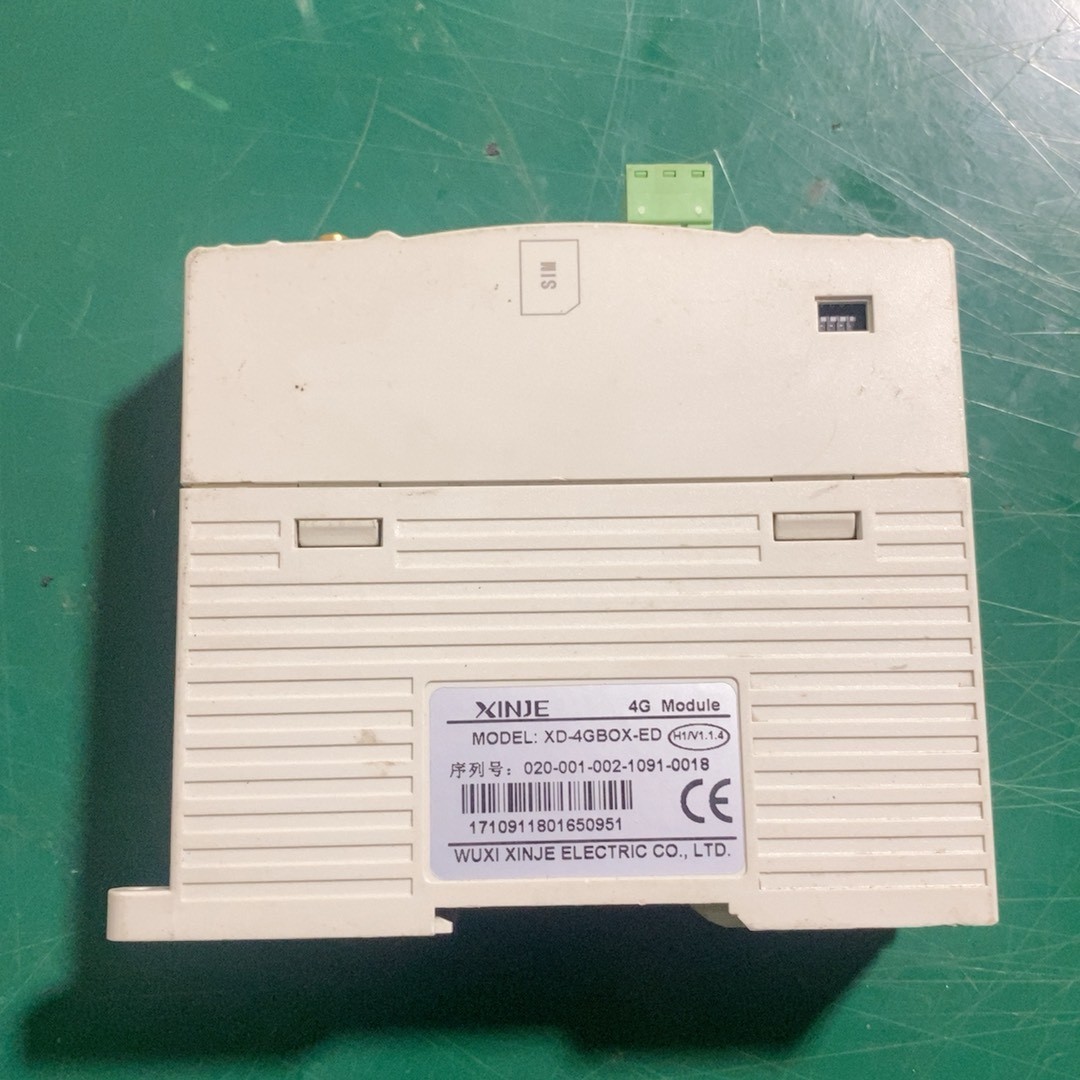 SIM
XINJE 4G Module
MODEL: XD-4GBOX-ED H1/V1.1.4
序列号: 020-001-002-1091-0018
CE
1710911801650951
WUXI XINJE ELECTRIC CO., LTD.